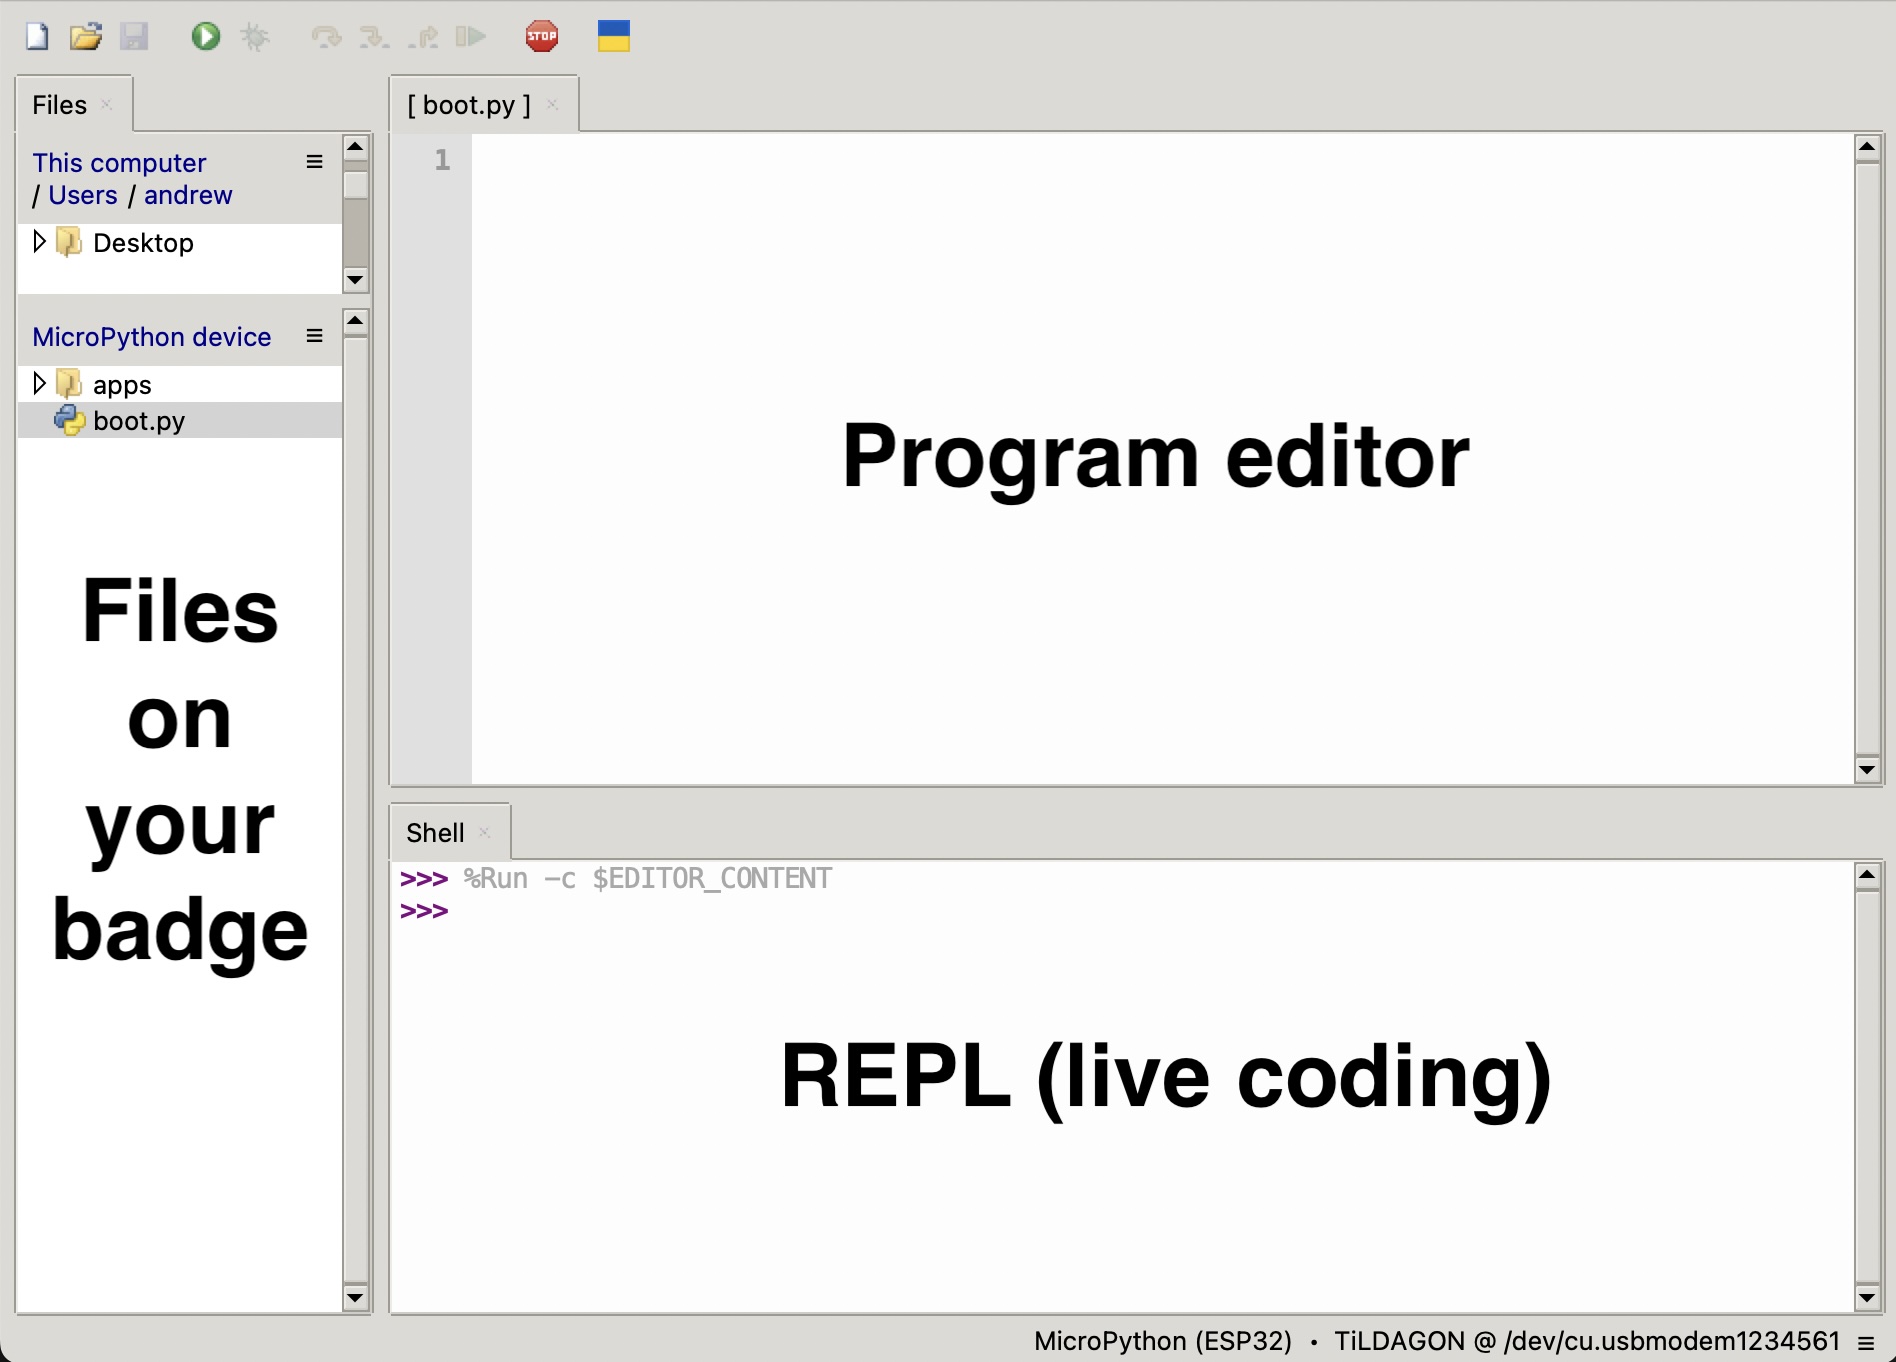 STOP
Files
This computer
/ Users / andrew
Desktop
MicroPython device
apps
boot.py
Files
on
your
badge
[ boot.py ]
1
Program editor
Shell
>>> %Run -c $EDITOR_CONTENT
>>>
REPL (live coding)
MicroPython (ESP32) • TiLDAGON @ /dev/cu.usbmodem1234561